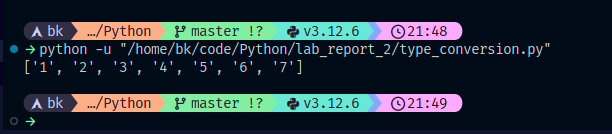 bk …/Python master !? v3.12.6 21:48
→ python -u "/home/bk/code/Python/lab_report_2/type_conversion.py"
['1', '2', '3', '4', '5', '6', '7']
bk …/Python master !? v3.12.6 21:49
→